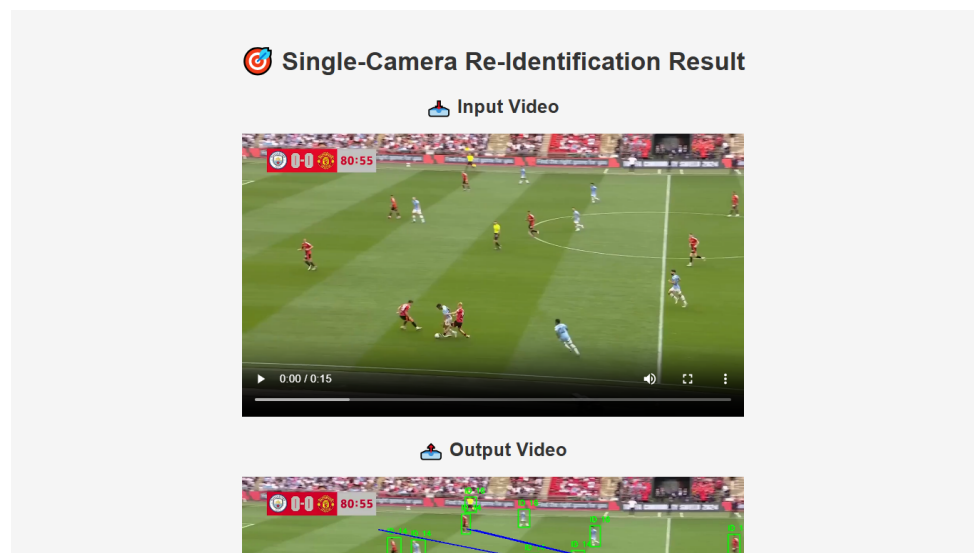 Single-Camera Re-Identification Result
Input Video
0-0 80:55
0:00 / 0:15
Output Video
0-0 80:55